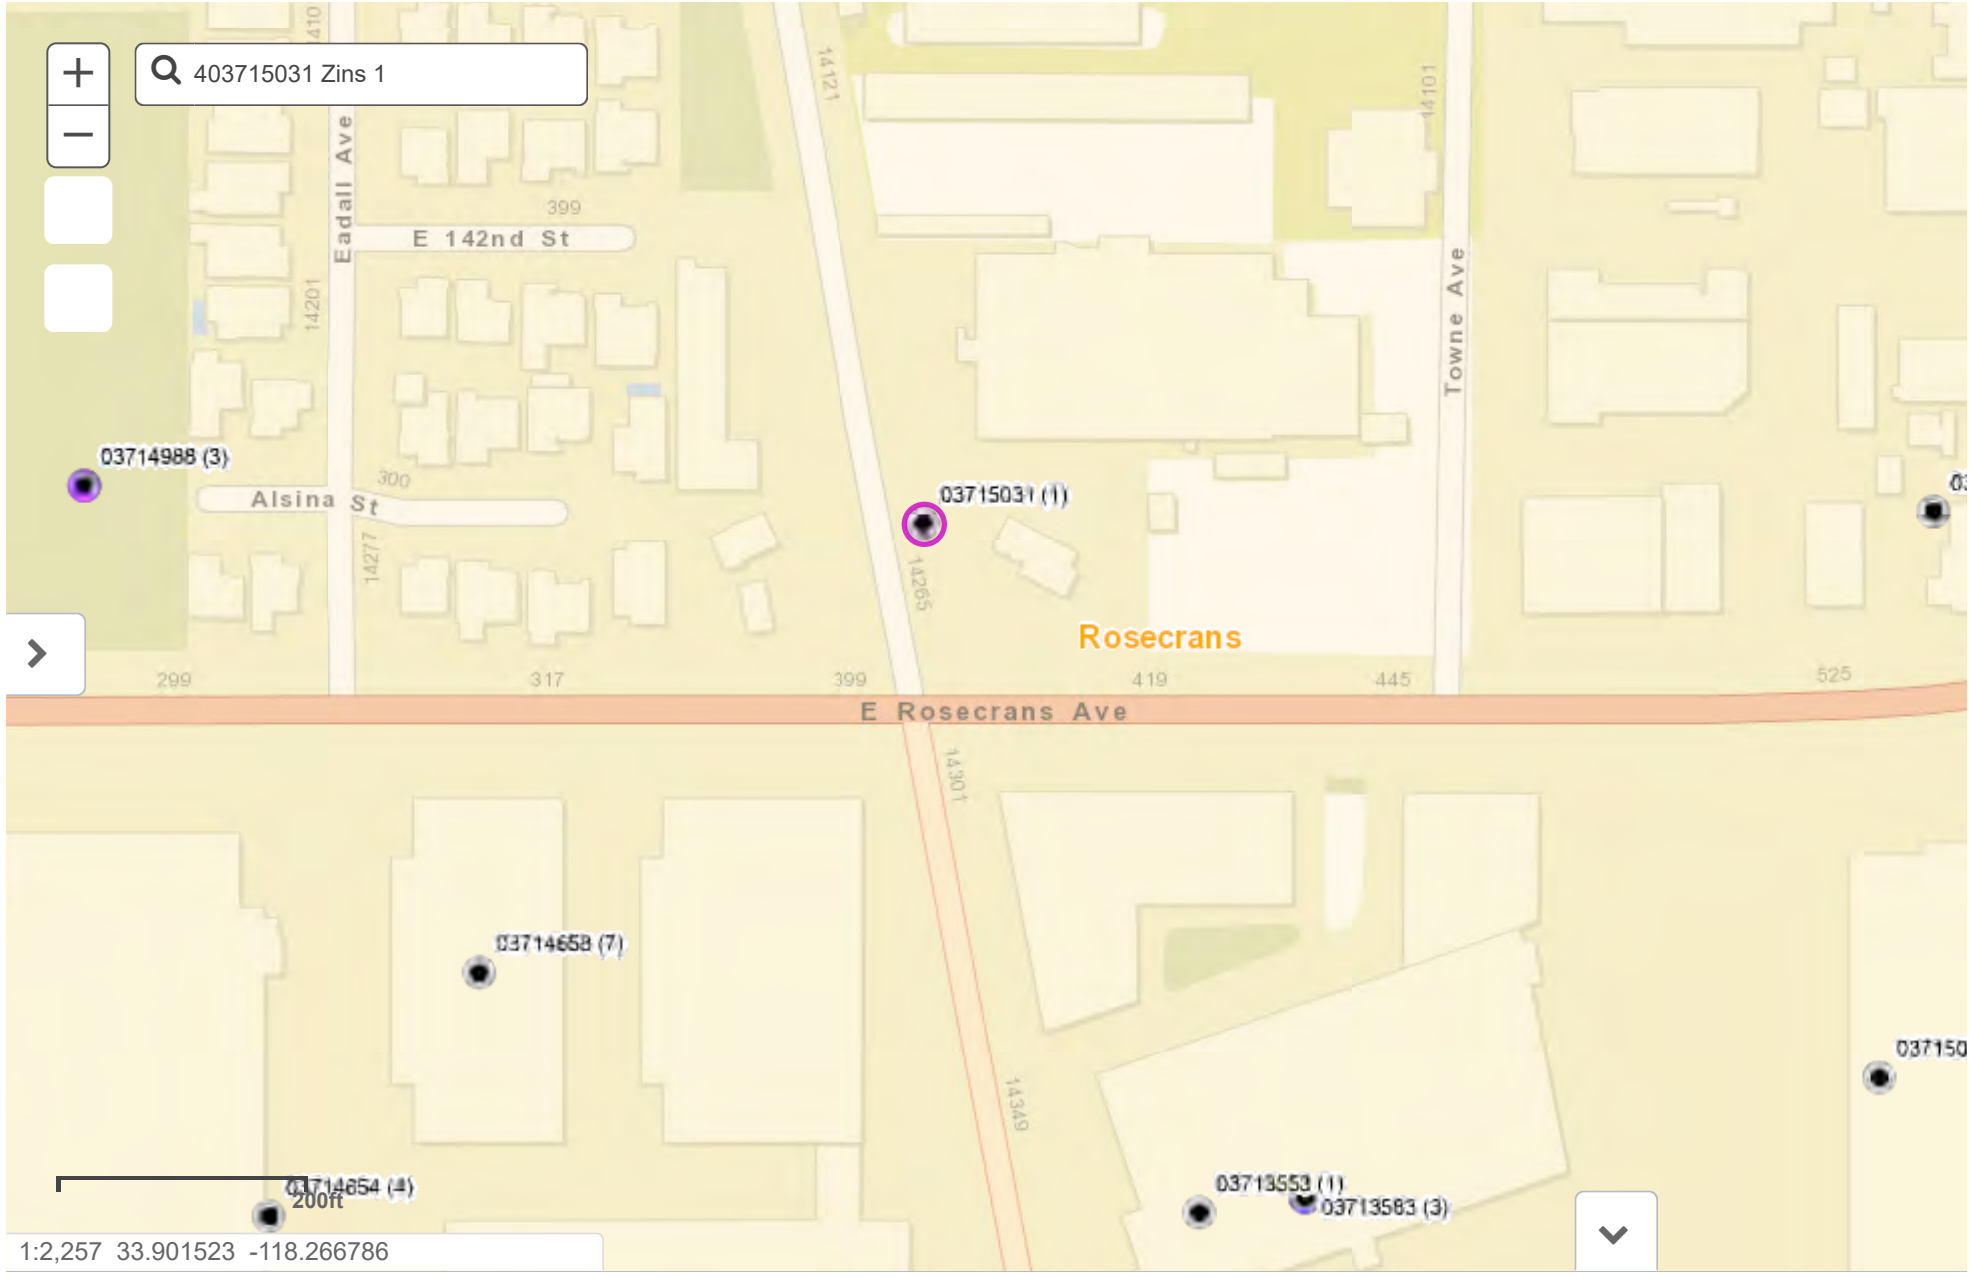 403715031 Zins 1
14121
14101
Eadall Ave
399
E 142nd St
14201
Towne Ave
03714988 (3)
300
Alsina St
03715031 (1)
14277
14265
Rosecrans
299
317
399
419
445
525
E Rosecrans Ave
14301
03714658 (7)
14349
03714654 (4)
200ft
03713553 (1)
03713583 (3)
1:2,257 33.901523 -118.266786